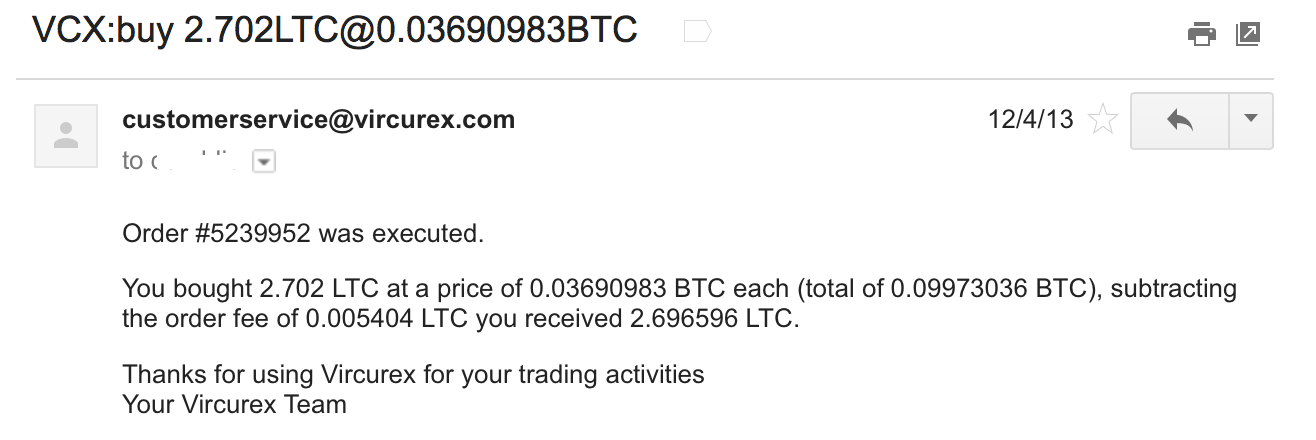 VCX:buy 2.702LTC@0.03690983BTC
customerservice@vircurex.com
12/4/13
to
Order #5239952 was executed.
You bought 2.702 LTC at a price of 0.03690983 BTC each (total of 0.09973036 BTC), subtracting
the order fee of 0.005404 LTC you received 2.696596 LTC.
Thanks for using Vircurex for your trading activities
Your Vircurex Team